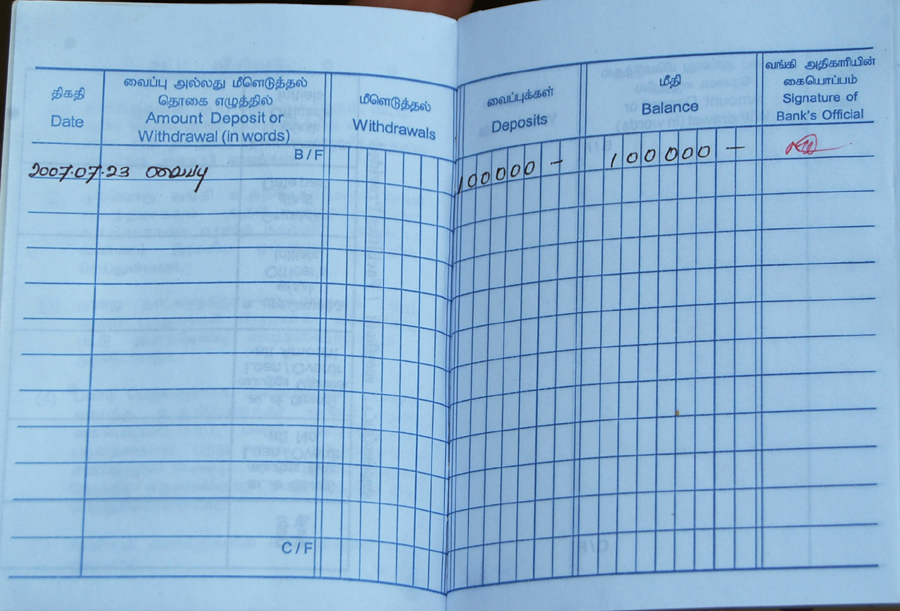 திகதி
Date
வைப்பு அல்லது மீளெடுத்தல்
தொகை எழுத்தில்
Amount Deposit or
Withdrawal (in words)
மீளெடுத்தல்
Withdrawals
வைப்புக்கள்
Deposits
மீதி
Balance
வங்கி அதிகாரியின்
கையொப்பம்
Signature of
Bank's Official
B / F
2007.07.23 வைப்பு 100000 - 100000 -
C / F